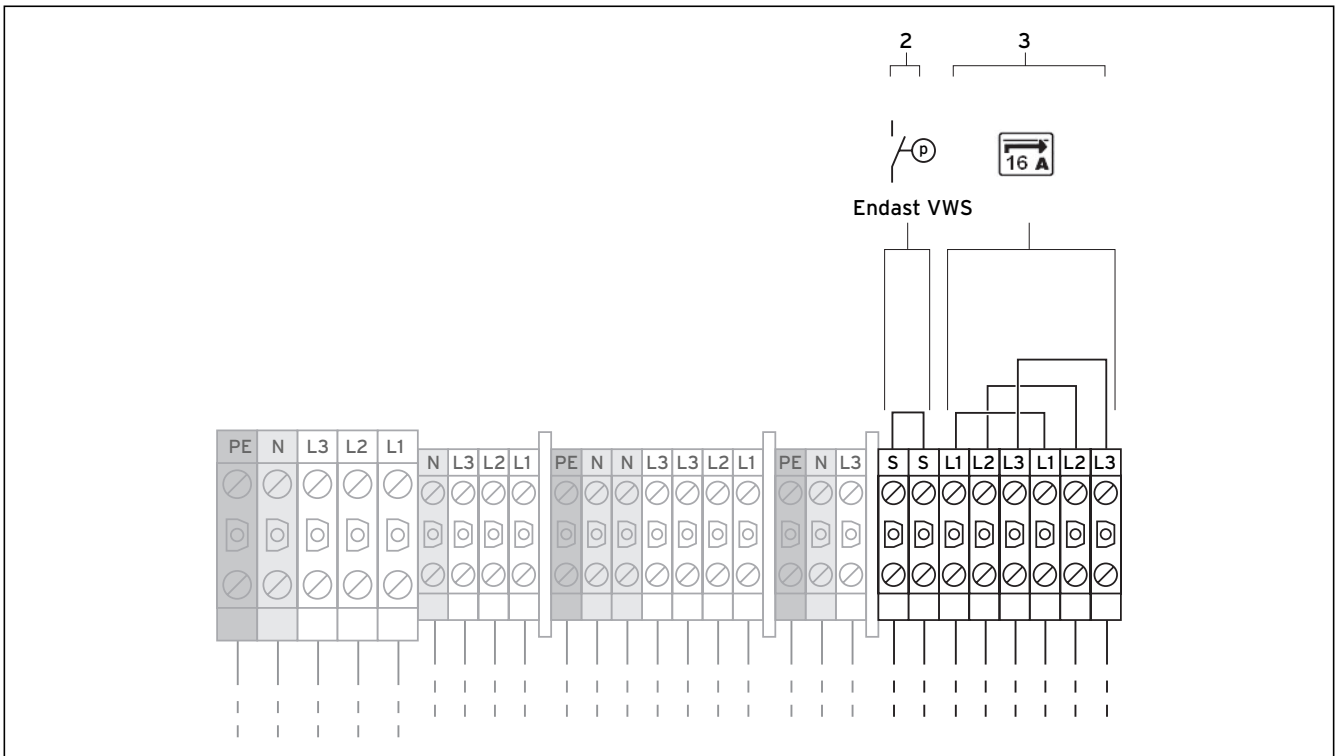 2 3
p
16 A
Endast VWS
PE N L3 L2 L1
N L3 L2 L1
PE N N L3 L3 L2 L1
PE N L3
S S L1 L2 L3 L1 L2 L3